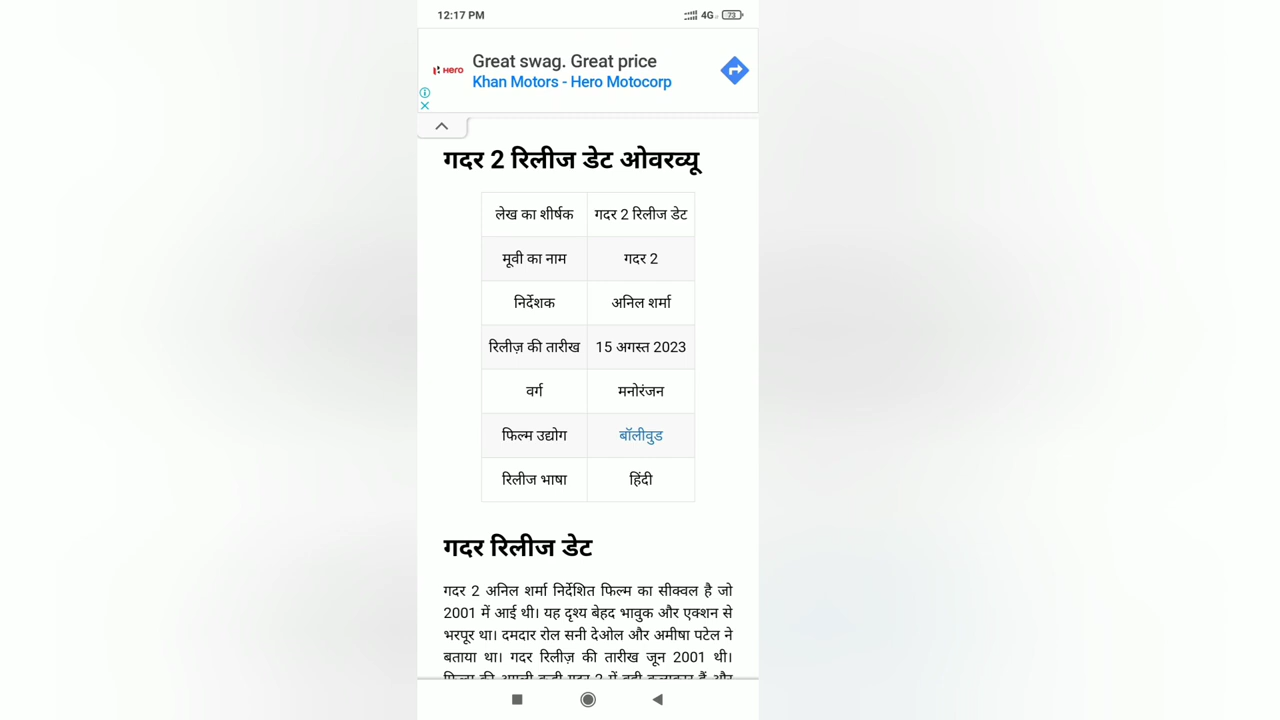 12:17 PM
4G
73
Hero
Great swag. Great price
Khan Motors - Hero Motocorp
गदर 2 रिलीज डेट ओवरव्यू
लेख का शीर्षक गदर 2 रिलीज डेट
मूवी का नाम गदर 2
निर्देशक अनिल शर्मा
रिलीज़ की तारीख 15 अगस्त 2023
वर्ग मनोरंजन
फिल्म उद्योग बॉलीवुड
रिलीज भाषा हिंदी
गदर रिलीज डेट
गदर 2 अनिल शर्मा निर्देशित फिल्म का सीक्वल है जो
2001 में आई थी। यह दृश्य बेहद भावुक और एक्शन से
भरपूर था। दमदार रोल सनी देओल और अमीषा पटेल ने
बताया था। गदर रिलीज़ की तारीख जून 2001 थी।